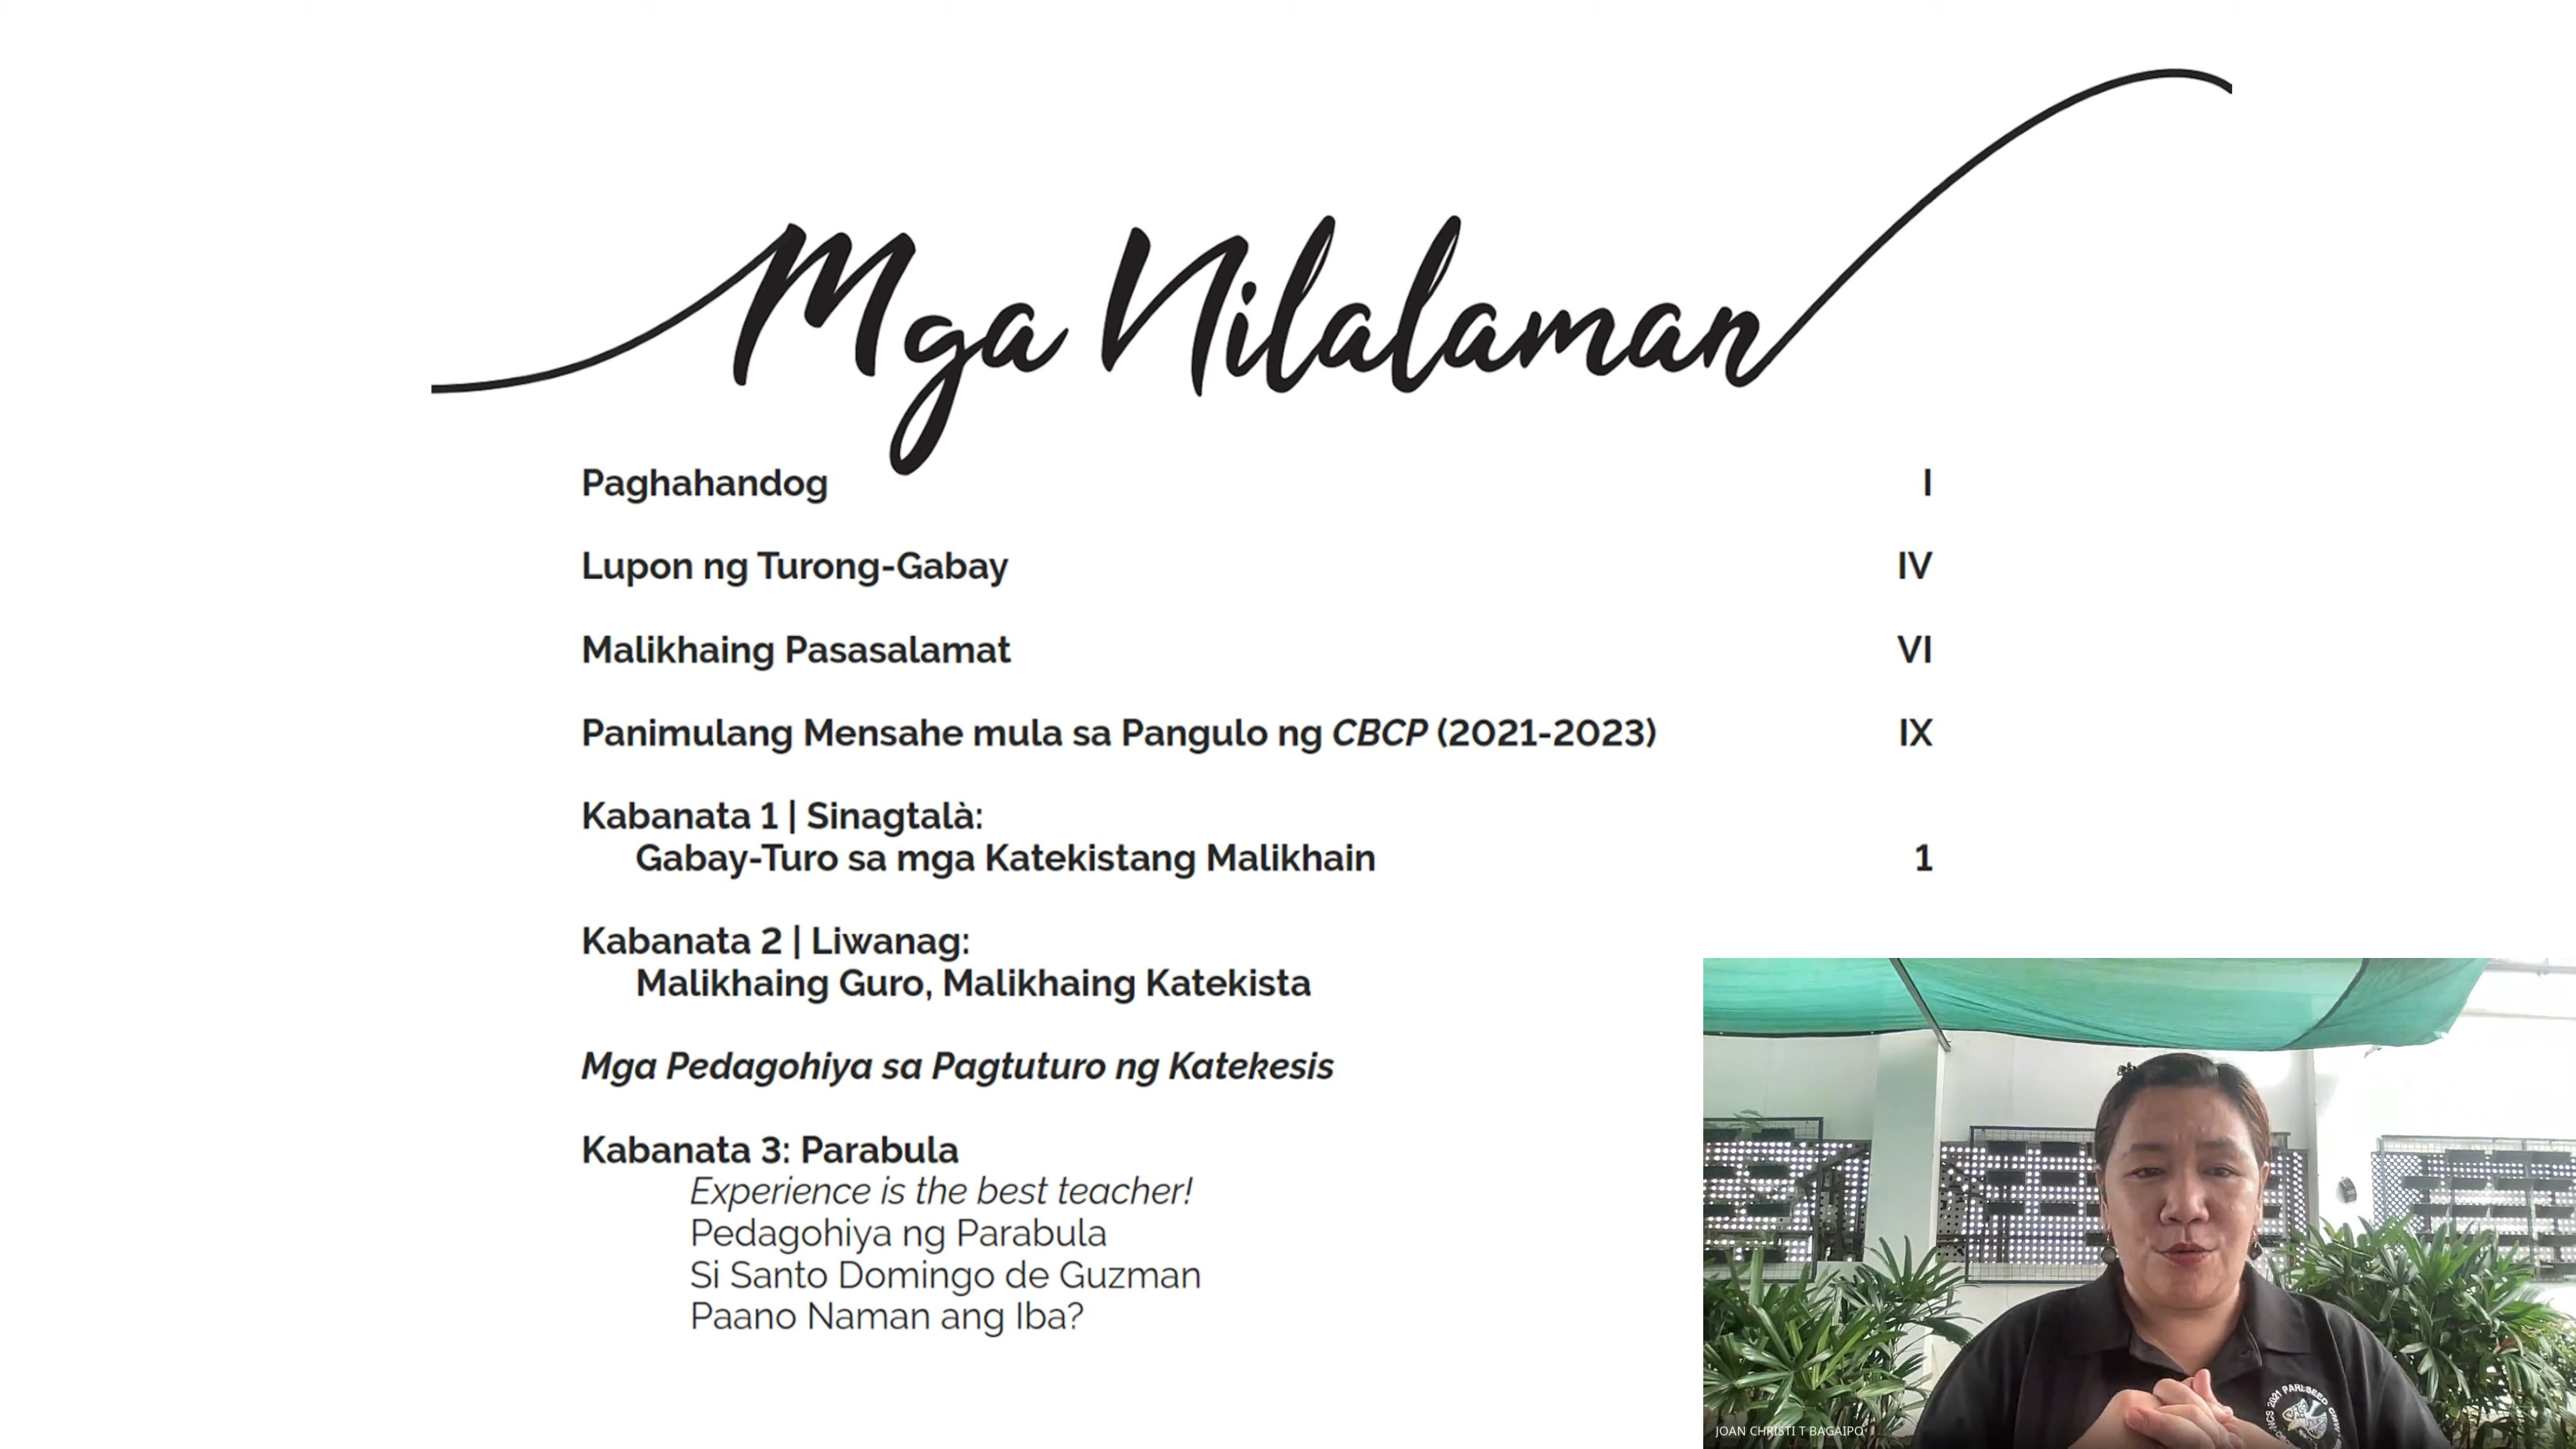 Mga Nilalaman
Paghahandog I
Lupon ng Turong-Gabay IV
Malikhaing Pasasalamat VI
Panimulang Mensahe mula sa Pangulo ng CBCP (2021-2023) IX
Kabanata 1 | Sinagtalà:
Gabay-Turo sa mga Katekistang Malikhain 1
Kabanata 2 | Liwanag:
Malikhaing Guro, Malikhaing Katekista
Mga Pedagohiya sa Pagtuturo ng Katekesis
Kabanata 3: Parabula
Experience is the best teacher!
Pedagohiya ng Parabula
Si Santo Domingo de Guzman
Paano Naman ang Iba?
JOAN CHRISTI T BAGAIPO